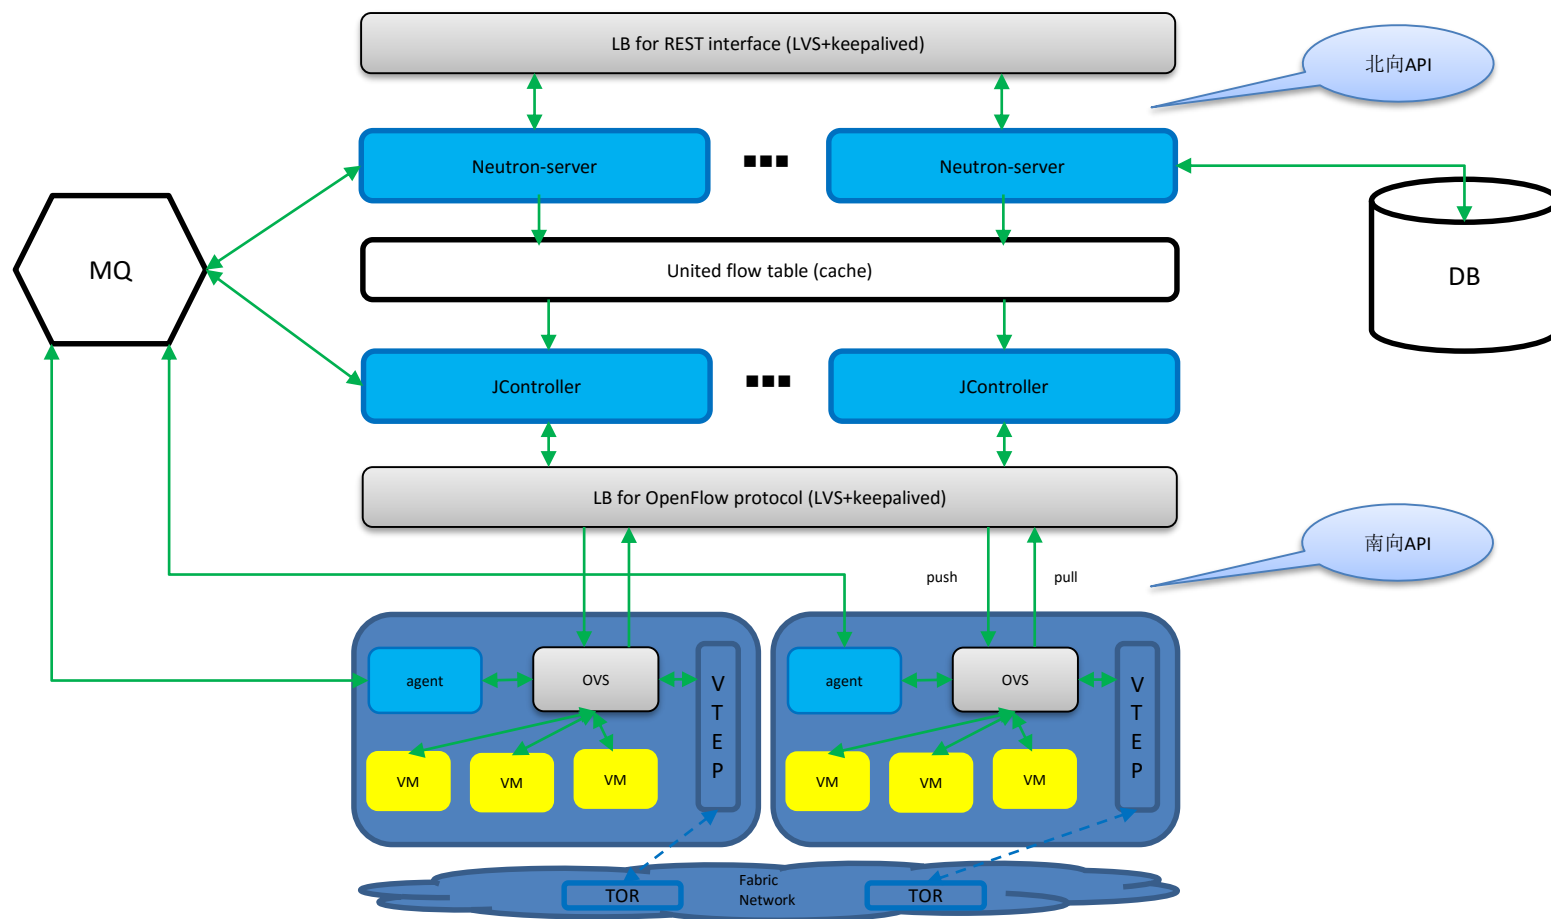 LB for REST interface (LVS+keepalived)
北向API
Neutron-server
Neutron-server
MQ
United flow table (cache)
DB
JController
JController
LB for OpenFlow protocol (LVS+keepalived)
南向API
push
pull
agent
OVS
VTEP
agent
OVS
VTEP
VM
VM
VM
VM
VM
VM
Fabric
Network
TOR
TOR